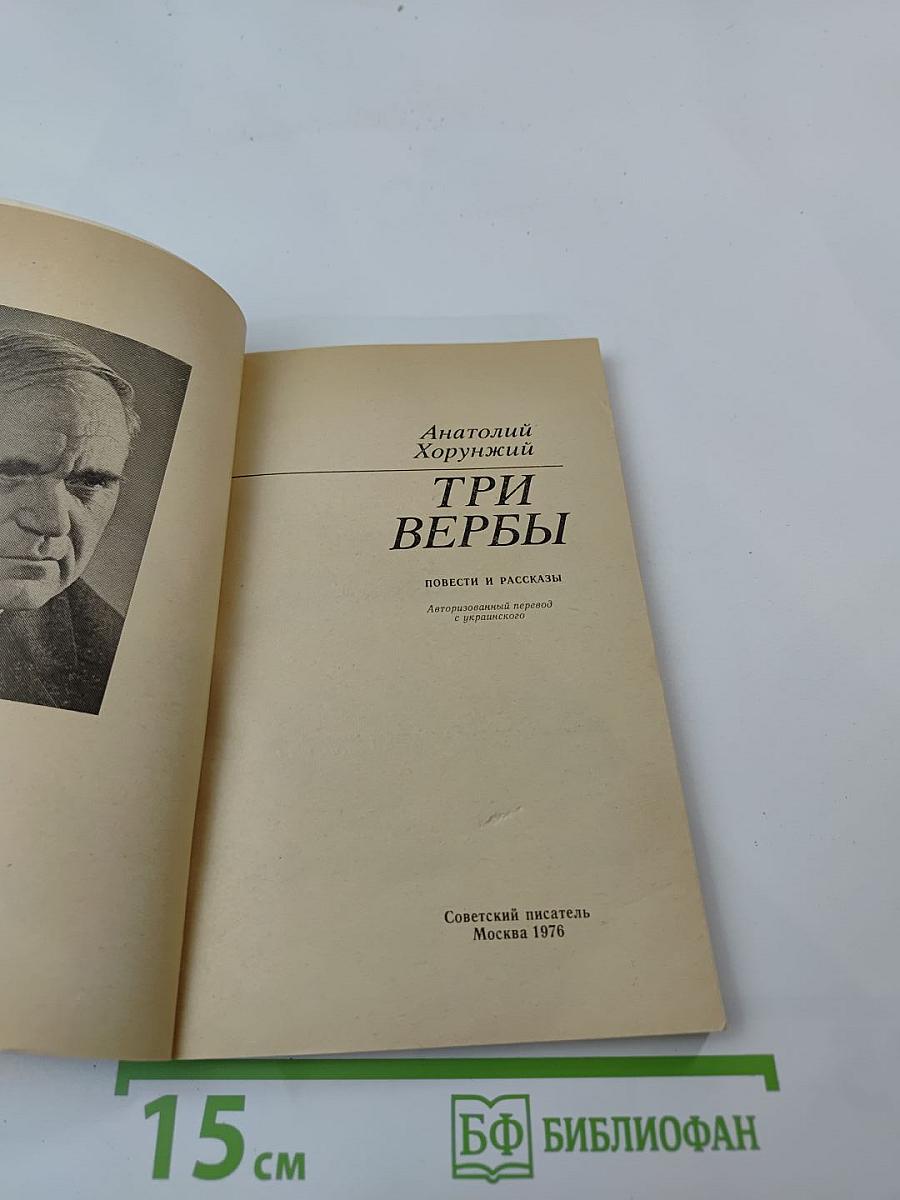 Анатолий
Хорунжий
ТРИ
ВЕРБЫ
ПОВЕСТИ И РАССКАЗЫ
Авторизованный перевод
с украинского
Советский писатель
Москва 1976
15 см
БФ БИБЛИОФАН